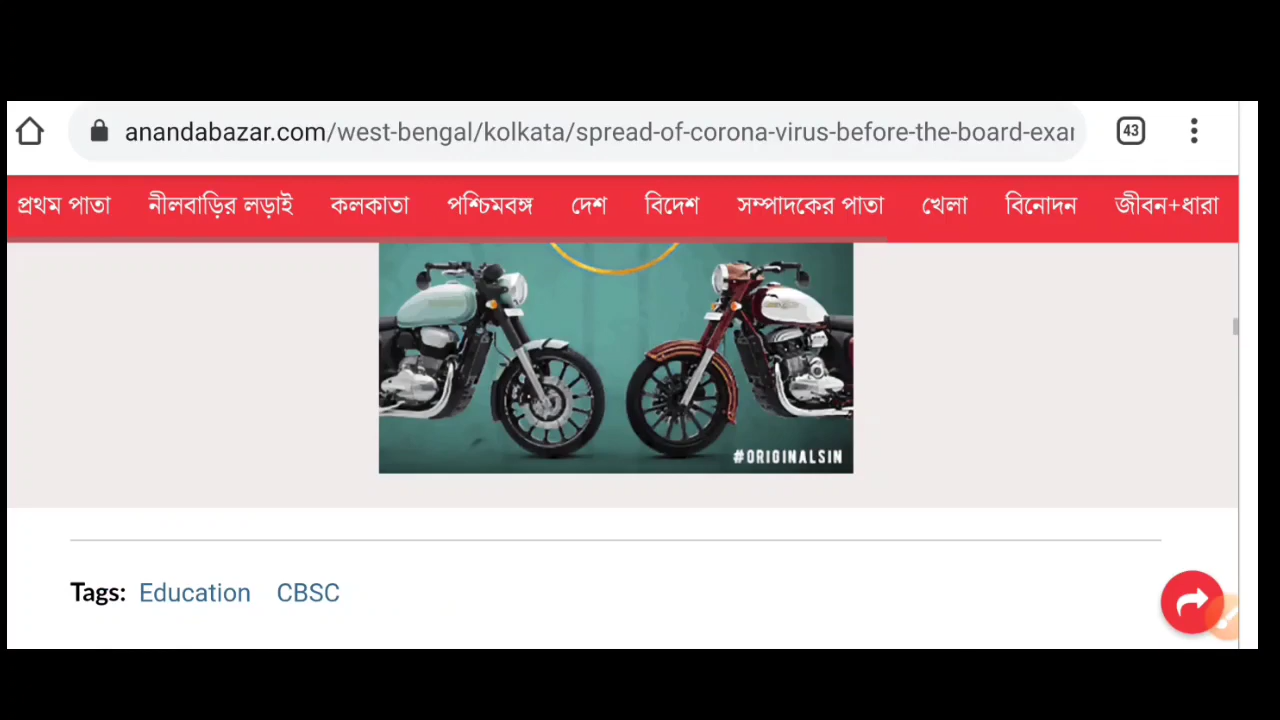 anandabazar.com/west-bengal/kolkata/spread-of-corona-virus-before-the-board-exar
43
প্রথম পাতা নীলবাড়ির লড়াই কলকাতা পশ্চিমবঙ্গ দেশ বিদেশ সম্পাদকের পাতা খেলা বিনোদন জীবন+ধারা
#ORIGINALSIN
Tags: Education CBSC